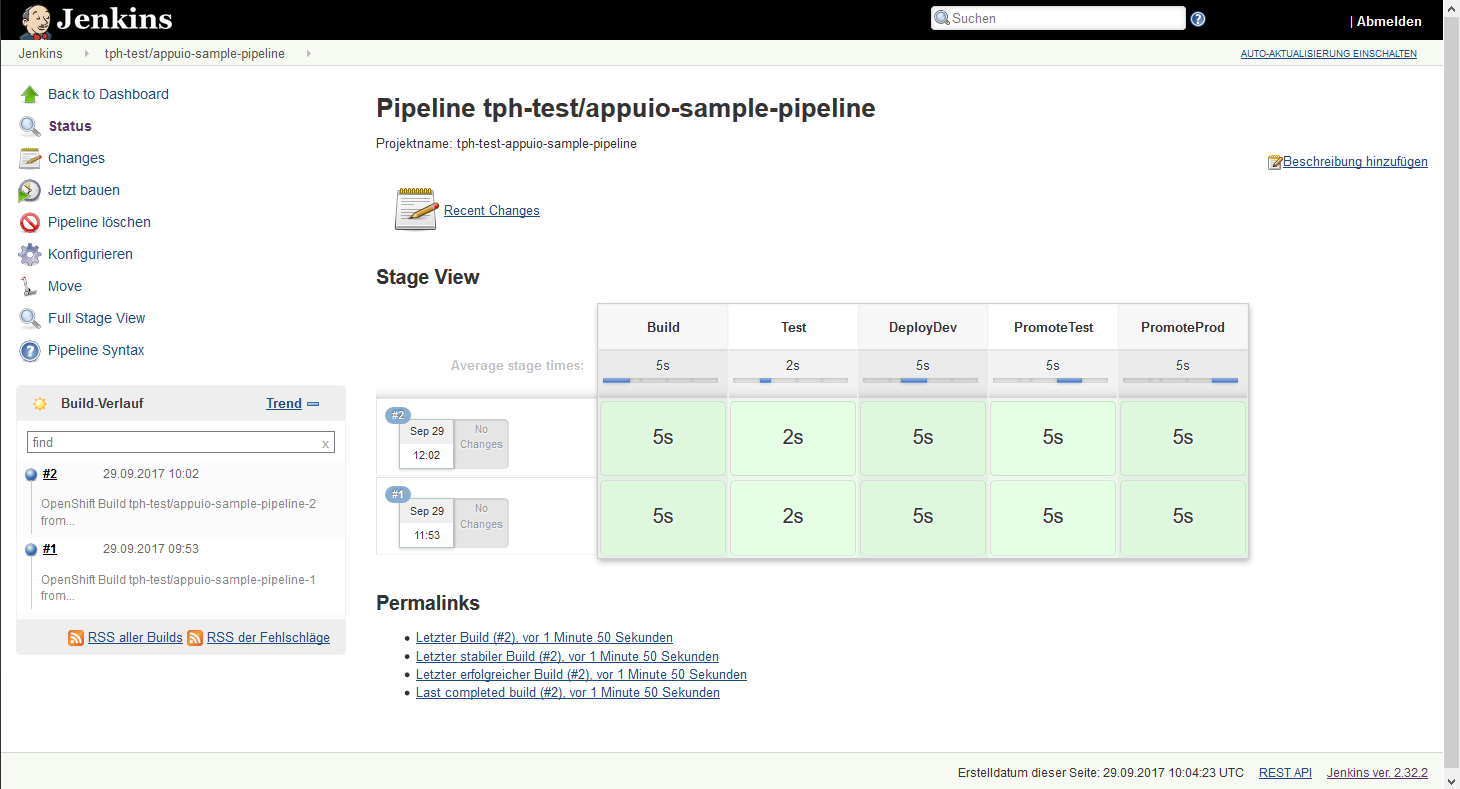 Jenkins
Suchen
| Abmelden
Jenkins tph-test/appuio-sample-pipeline
AUTO-AKTUALISIERUNG EINSCHALTEN
Back to Dashboard
Status
Changes
Jetzt bauen
Pipeline löschen
Konfigurieren
Move
Full Stage View
Pipeline Syntax
Build-Verlauf Trend
find x
#2 29.09.2017 10:02
OpenShift Build tph-test/appuio-sample-pipeline-2
from...
#1 29.09.2017 09:53
OpenShift Build tph-test/appuio-sample-pipeline-1
from...
RSS aller Builds RSS der Fehlschläge
Pipeline tph-test/appuio-sample-pipeline
Projektname: tph-test-appuio-sample-pipeline
Beschreibung hinzufügen
Recent Changes
Stage View
Build Test DeployDev PromoteTest PromoteProd
Average stage times: 5s 2s 5s 5s 5s
#2
Sep 29
12:02
No
Changes
5s 2s 5s 5s 5s
#1
Sep 29
11:53
No
Changes
5s 2s 5s 5s 5s
Permalinks
Letzter Build (#2), vor 1 Minute 50 Sekunden
Letzter stabiler Build (#2), vor 1 Minute 50 Sekunden
Letzter erfolgreicher Build (#2), vor 1 Minute 50 Sekunden
Last completed build (#2), vor 1 Minute 50 Sekunden
Erstelldatum dieser Seite: 29.09.2017 10:04:23 UTC REST API Jenkins ver. 2.32.2